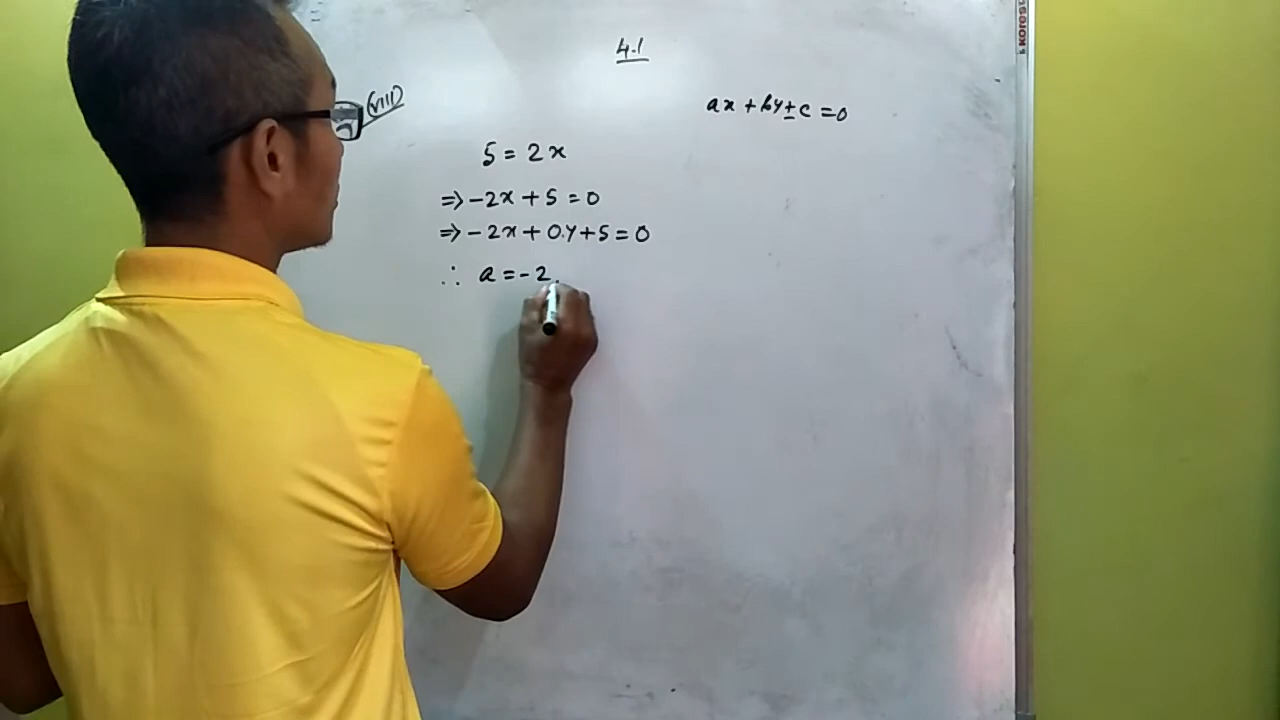 4.1
(viii)
ax + by ± c = 0
5 = 2x
⇒ -2x + 5 = 0
⇒ -2x + 0.y + 5 = 0
∴ a = -2,